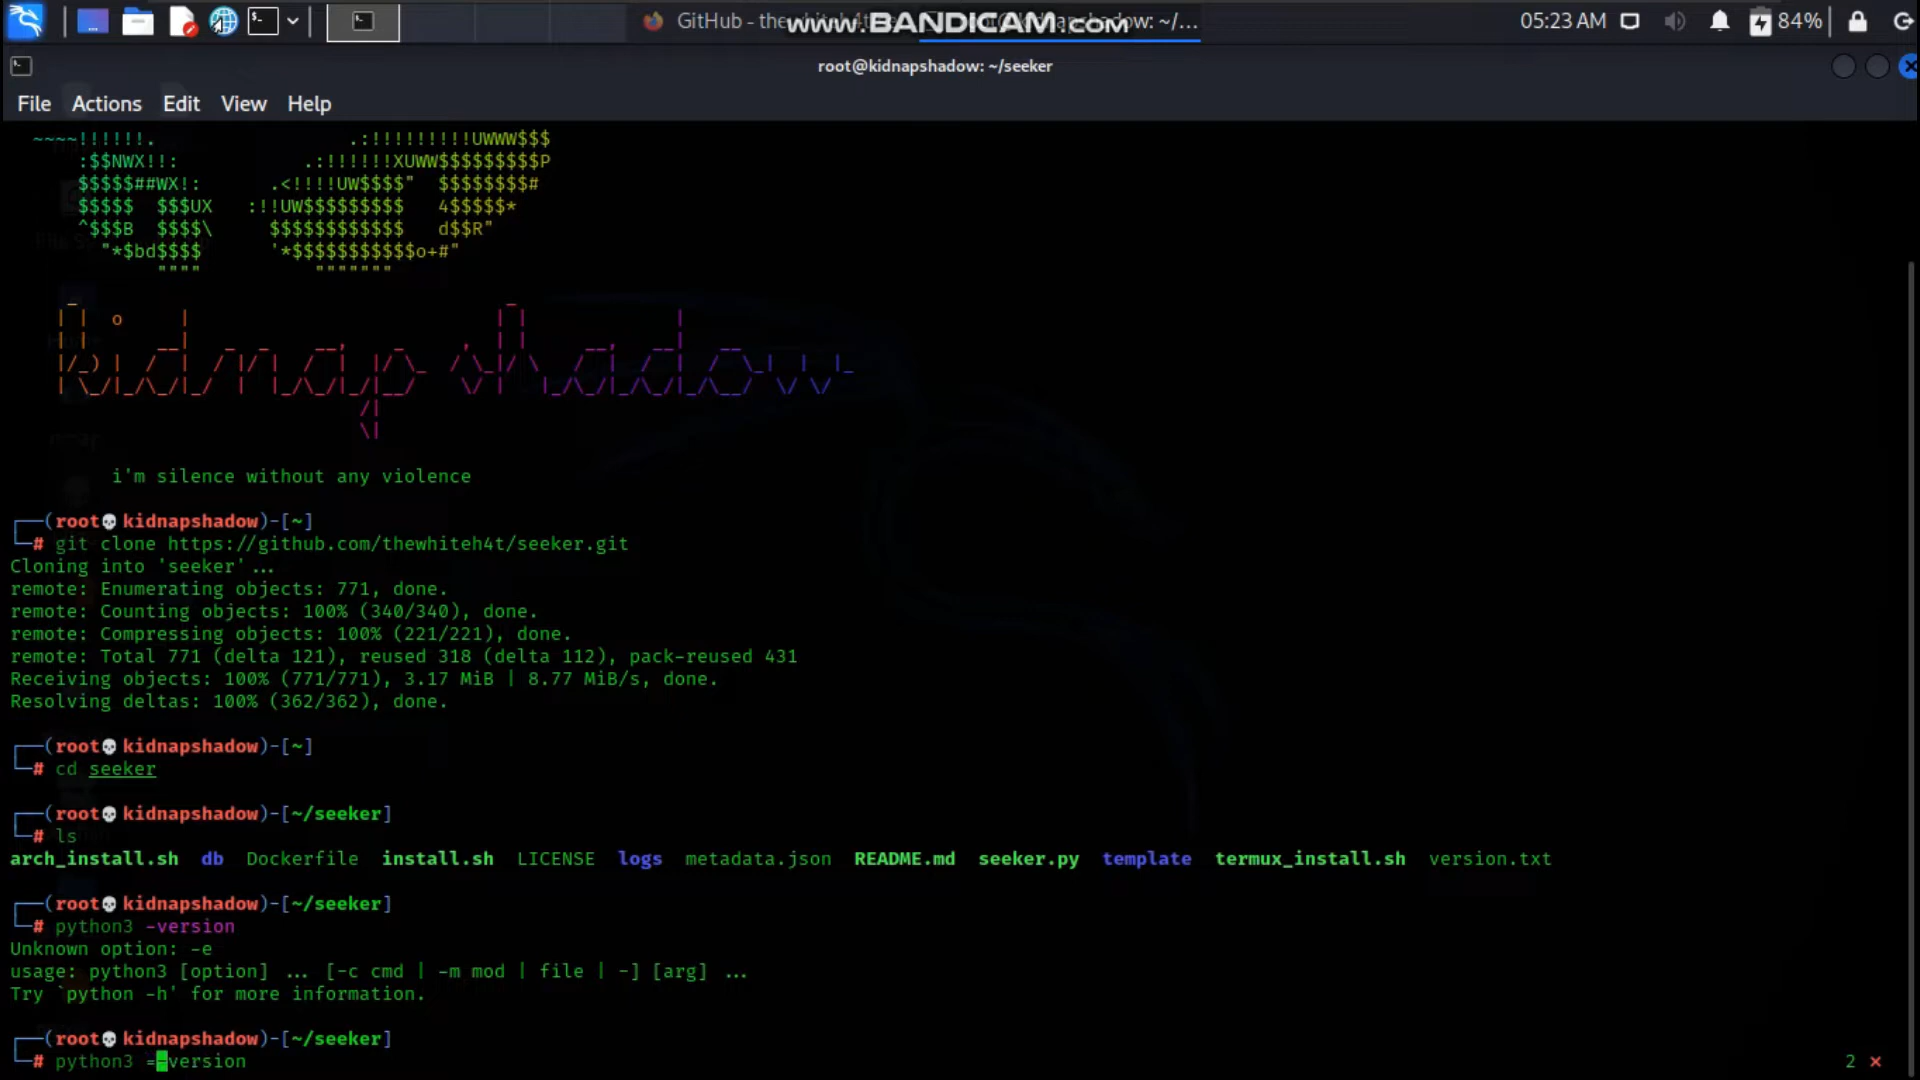 GitHub - the
www.BANDICAM.com
shadow: ~/...
05:23 AM
84%
root@kidnapshadow: ~/seeker
File Actions Edit View Help
~~~~!!!!!!. .:!!!!!!!!!UWWW$$$
:$$NWX!!: .:!!!!!!XUWW$$$$$$$$$P
$$$$$##WX!: .<!!!!UW$$$$" $$$$$$$$#
$$$$$ $$$UX :!!UW$$$$$$$$$ 4$$$$$*
^$$$B $$$$\ $$$$$$$$$$$$ d$$R"
"*$bd$$$$ '*$$$$$$$$$$$o+#"
"""" """""""
kidnap shadow
i'm silence without any violence
┌──(root💀kidnapshadow)-[~]
└─# git clone https://github.com/thewhiteh4t/seeker.git
Cloning into 'seeker'...
remote: Enumerating objects: 771, done.
remote: Counting objects: 100% (340/340), done.
remote: Compressing objects: 100% (221/221), done.
remote: Total 771 (delta 121), reused 318 (delta 112), pack-reused 431
Receiving objects: 100% (771/771), 3.17 MiB | 8.77 MiB/s, done.
Resolving deltas: 100% (362/362), done.
┌──(root💀kidnapshadow)-[~]
└─# cd seeker
┌──(root💀kidnapshadow)-[~/seeker]
└─# ls
arch_install.sh db Dockerfile install.sh LICENSE logs metadata.json README.md seeker.py template termux_install.sh version.txt
┌──(root💀kidnapshadow)-[~/seeker]
└─# python3 -version
Unknown option: -e
usage: python3 [option] ... [-c cmd | -m mod | file | -] [arg] ...
Try `python -h' for more information.
┌──(root💀kidnapshadow)-[~/seeker]
└─# python3 =-version
2 ×